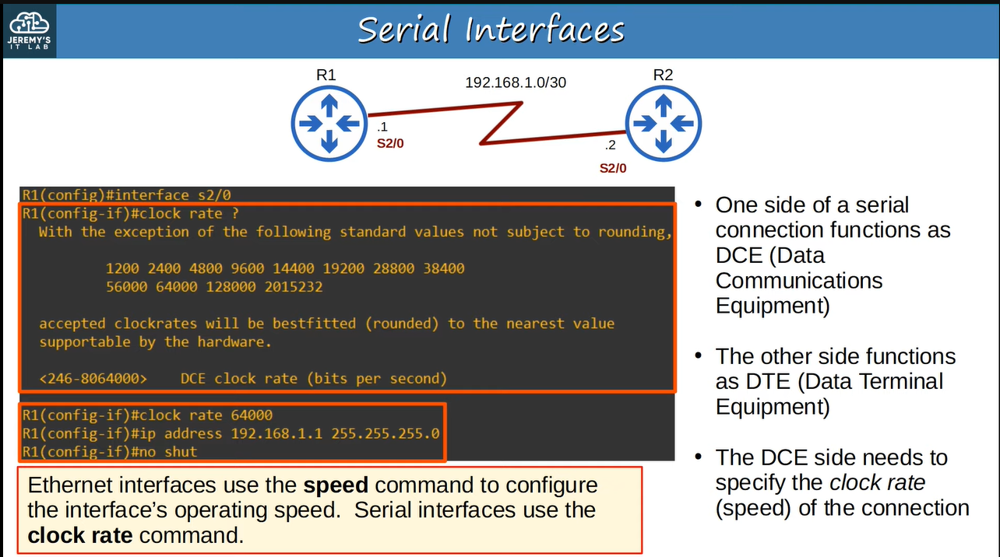 JEREMY'S
IT LAB
Serial Interfaces
R1
192.168.1.0/30
R2
.1
S2/0
.2
S2/0
R1(config)#interface s2/0
R1(config-if)#clock rate ?
With the exception of the following standard values not subject to rounding,
1200 2400 4800 9600 14400 19200 28800 38400
56000 64000 128000 2015232
accepted clockrates will be bestfitted (rounded) to the nearest value
supportable by the hardware.
<246-8064000> DCE clock rate (bits per second)
R1(config-if)#clock rate 64000
R1(config-if)#ip address 192.168.1.1 255.255.255.0
R1(config-if)#no shut
Ethernet interfaces use the speed command to configure
the interface's operating speed. Serial interfaces use the
clock rate command.
• One side of a serial
connection functions as
DCE (Data
Communications
Equipment)
• The other side functions
as DTE (Data Terminal
Equipment)
• The DCE side needs to
specify the clock rate
(speed) of the connection